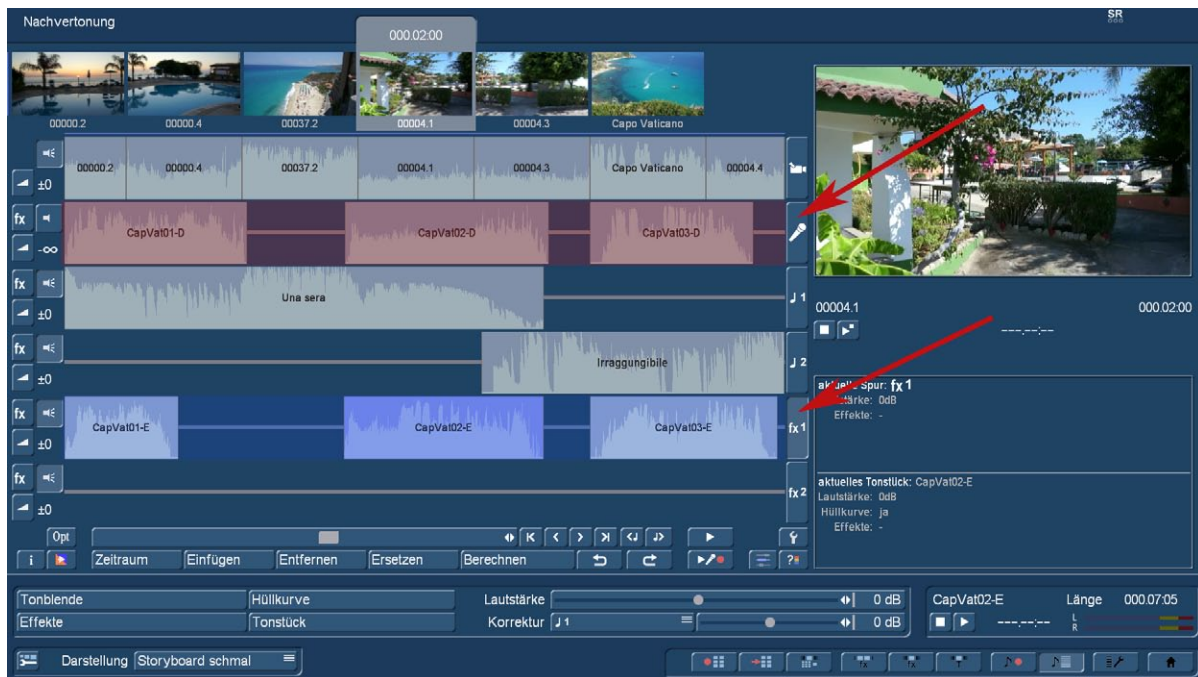 Nachvertonung
SR
000.02:00
00000.2 00000.4 00037.2 00004.1 00004.3 Capo Vaticano
00000.2 00000.4 00037.2 00004.1 00004.3 Capo Vaticano 00004.4
±0
fx
CapVat01-D CapVat02-D CapVat03-D
-∞
fx
Una sera
1
±0
00004.1 000.02:00
---,--:--
fx
Irraggungibile
2
±0
aktuelle Spur: fx 1
Lautstärke: 0dB
Effekte: -
fx
CapVat01-E CapVat02-E CapVat03-E
fx 1
±0
fx
fx 2
±0
aktuelles Tonstück: CapVat02-E
Lautstärke: 0dB
Hüllkurve: ja
Effekte: -
Opt
i Zeitraum Einfügen Entfernen Ersetzen Berechnen
Tonblende Hüllkurve Lautstärke 0 dB
Effekte Tonstück Korrektur 1 0 dB
CapVat02-E Länge 000.07:05
---,--:-- L
R
Darstellung Storyboard schmal